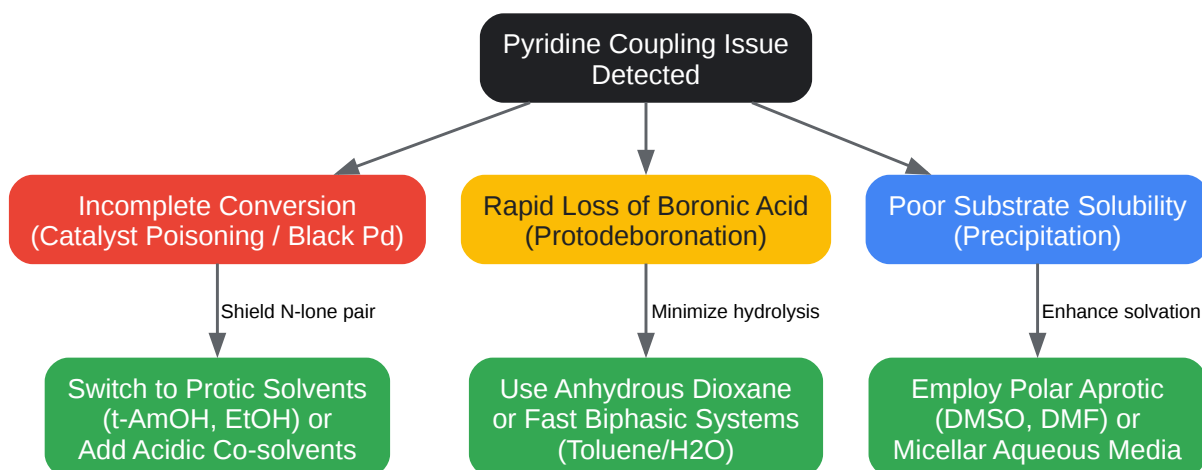 Pyridine Coupling Issue
Detected
Incomplete Conversion
(Catalyst Poisoning / Black Pd)
Rapid Loss of Boronic Acid
(Protodeboronation)
Poor Substrate Solubility
(Precipitation)
Shield N-lone pair
Minimize hydrolysis
Enhance solvation
Switch to Protic Solvents
(t-AmOH, EtOH) or
Add Acidic Co-solvents
Use Anhydrous Dioxane
or Fast Biphasic Systems
(Toluene/H2O)
Employ Polar Aprotic
(DMSO, DMF) or
Micellar Aqueous Media